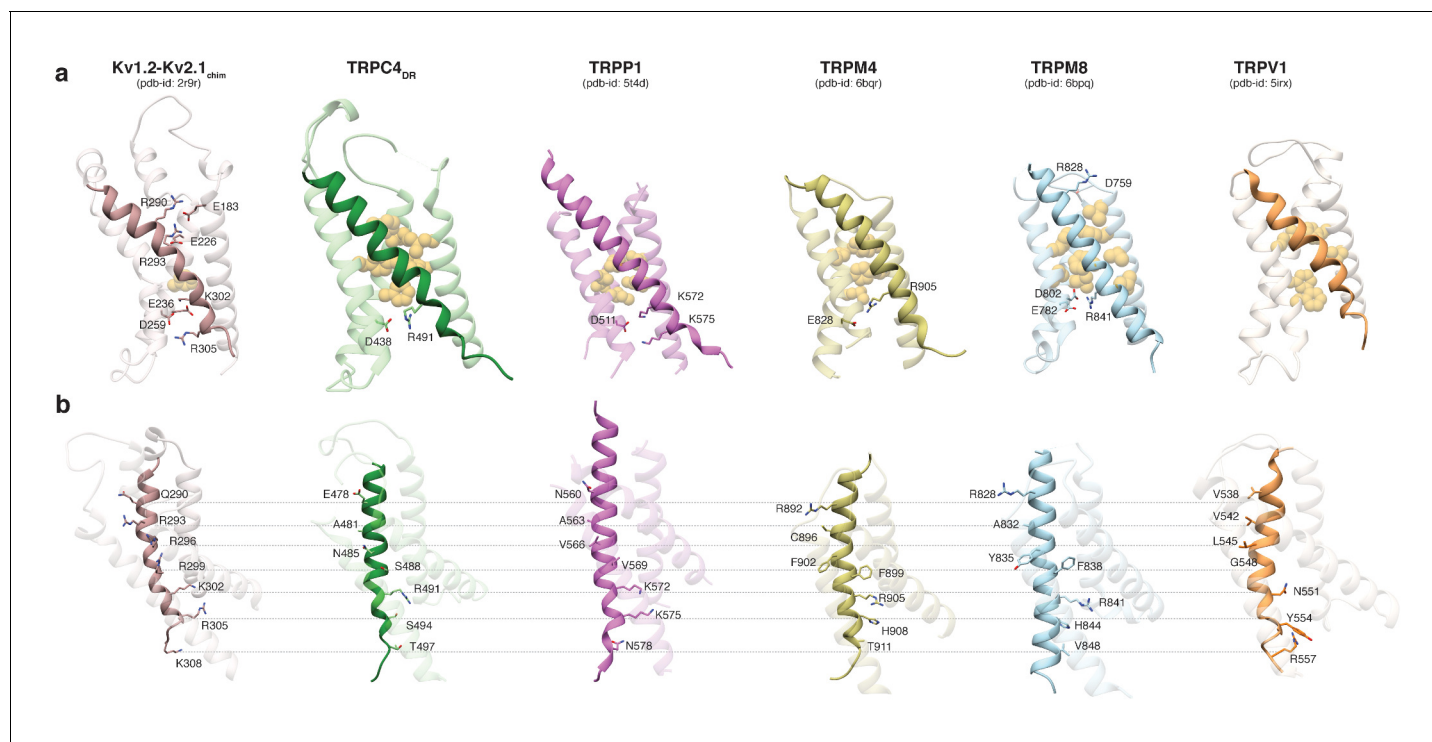 a
Kv1.2-Kv2.1chim
(pdb-id: 2r9r)
R290
E183
E226
R293
E236
K302
D259
R305
TRPC4DR
D438
R491
TRPP1
(pdb-id: 5t4d)
K572
D511
K575
TRPM4
(pdb-id: 6bqr)
R905
E828
TRPM8
(pdb-id: 6bpq)
R828
D759
D802
E782
R841
TRPV1
(pdb-id: 5irx)
b
Q290
R293
R296
R299
K302
R305
K308
E478
A481
N485
S488
R491
S494
T497
N560
A563
V566
V569
K572
K575
N578
R892
C896
F902
F899
R905
H908
T911
R828
A832
Y835
F838
R841
H844
V848
V538
V542
L545
G548
N551
Y554
R557